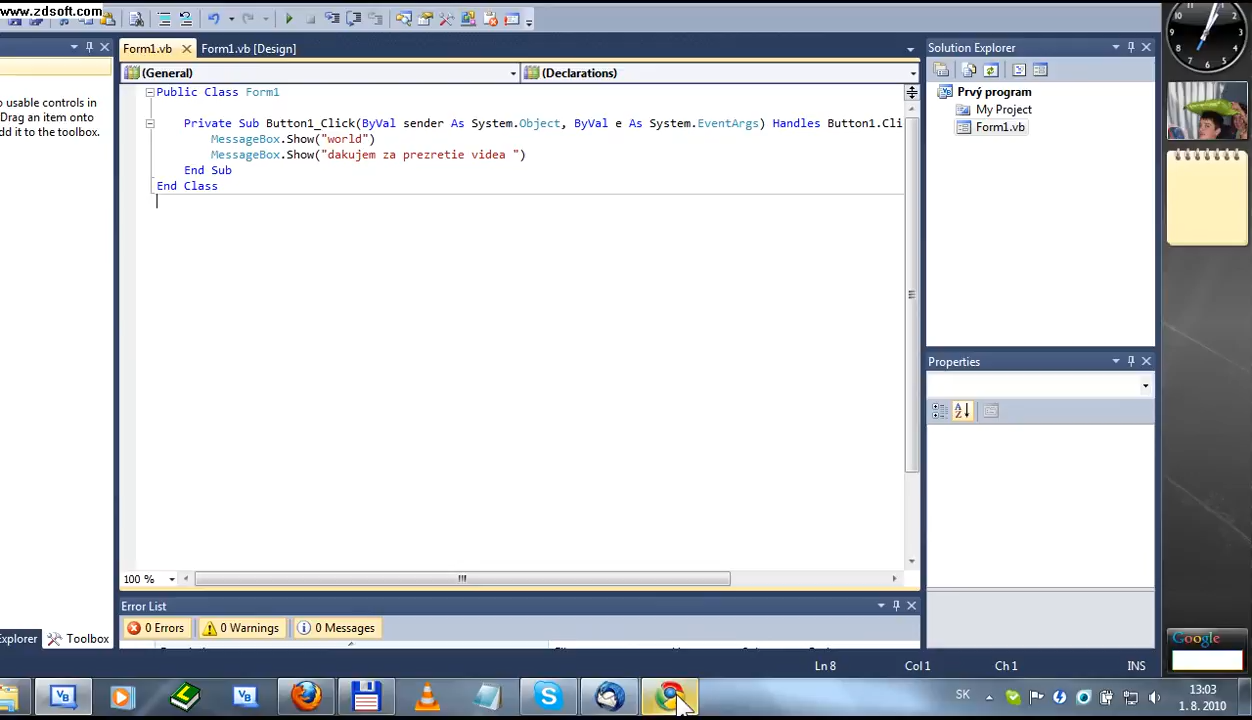 www.zdsoft.com
Form1.vb
Form1.vb [Design]
Solution Explorer
(General)
(Declarations)
Public Class Form1
Private Sub Button1_Click(ByVal sender As System.Object, ByVal e As System.EventArgs) Handles Button1.Cli
MessageBox.Show("world")
MessageBox.Show("dakujem za prezretie videa ")
End Sub
End Class
o usable controls in
Drag an item onto
dd it to the toolbox.
Prvý program
My Project
Form1.vb
Properties
100 %
Error List
0 Errors
0 Warnings
0 Messages
Explorer
Toolbox
Ln 8
Col 1
Ch 1
INS
Google
SK
13:03
1. 8. 2010